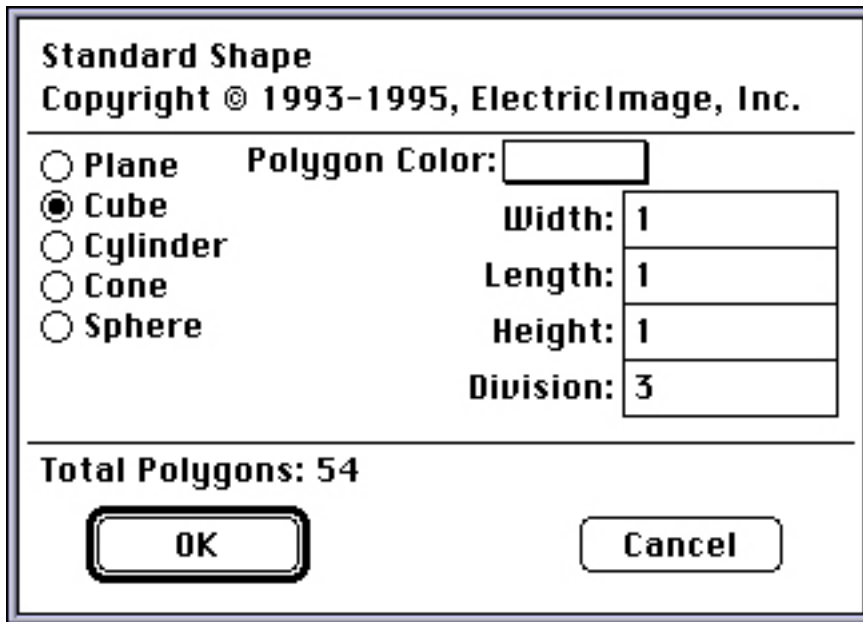 Standard Shape
Copyright © 1993-1995, ElectricImage, Inc.
Plane
Cube
Cylinder
Cone
Sphere
Polygon Color:
Width: 1
Length: 1
Height: 1
Division: 3
Total Polygons: 54
OK
Cancel